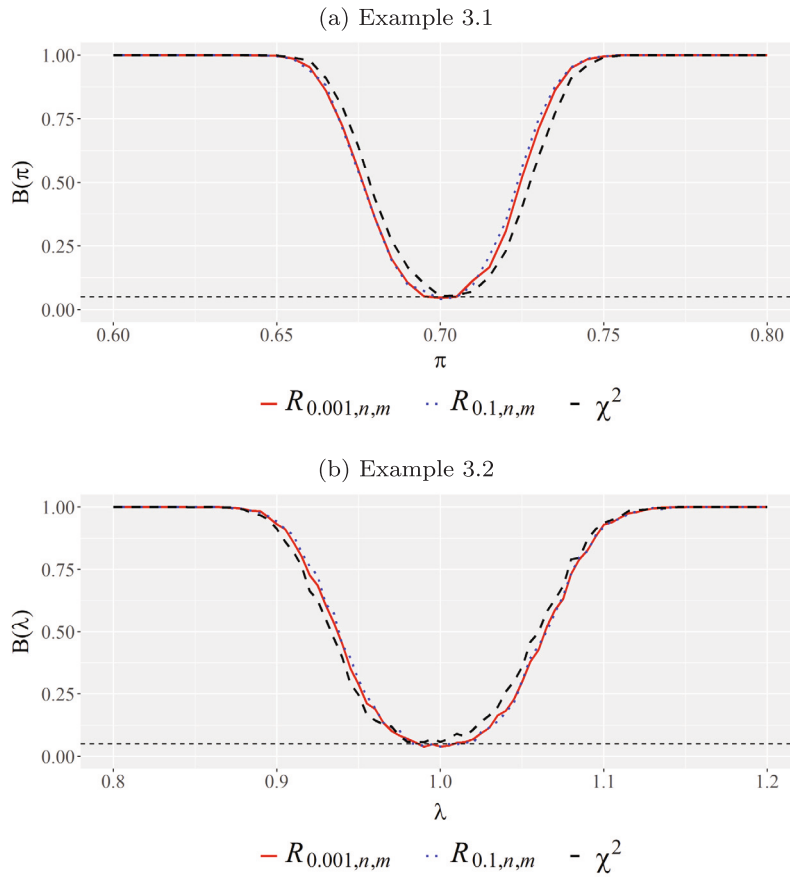 (a) Example 3.1
1.00
0.75
0.50
0.25
0.00
B(π)
0.60 0.65 0.70 0.75 0.80
π
R0.001,n,m R0.1,n,m χ2
(b) Example 3.2
1.00
0.75
0.50
0.25
0.00
B(λ)
0.8 0.9 1.0 1.1 1.2
λ
R0.001,n,m R0.1,n,m χ2